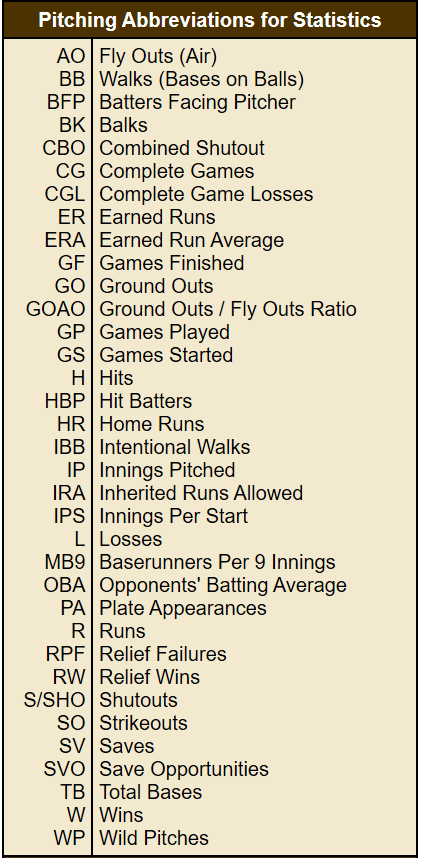 Pitching Abbreviations for Statistics
AO Fly Outs (Air)
BB Walks (Bases on Balls)
BFP Batters Facing Pitcher
BK Balks
CBO Combined Shutout
CG Complete Games
CGL Complete Game Losses
ER Earned Runs
ERA Earned Run Average
GF Games Finished
GO Ground Outs
GOAO Ground Outs / Fly Outs Ratio
GP Games Played
GS Games Started
H Hits
HBP Hit Batters
HR Home Runs
IBB Intentional Walks
IP Innings Pitched
IRA Inherited Runs Allowed
IPS Innings Per Start
L Losses
MB9 Baserunners Per 9 Innings
OBA Opponents' Batting Average
PA Plate Appearances
R Runs
RPF Relief Failures
RW Relief Wins
S/SHO Shutouts
SO Strikeouts
SV Saves
SVO Save Opportunities
TB Total Bases
W Wins
WP Wild Pitches